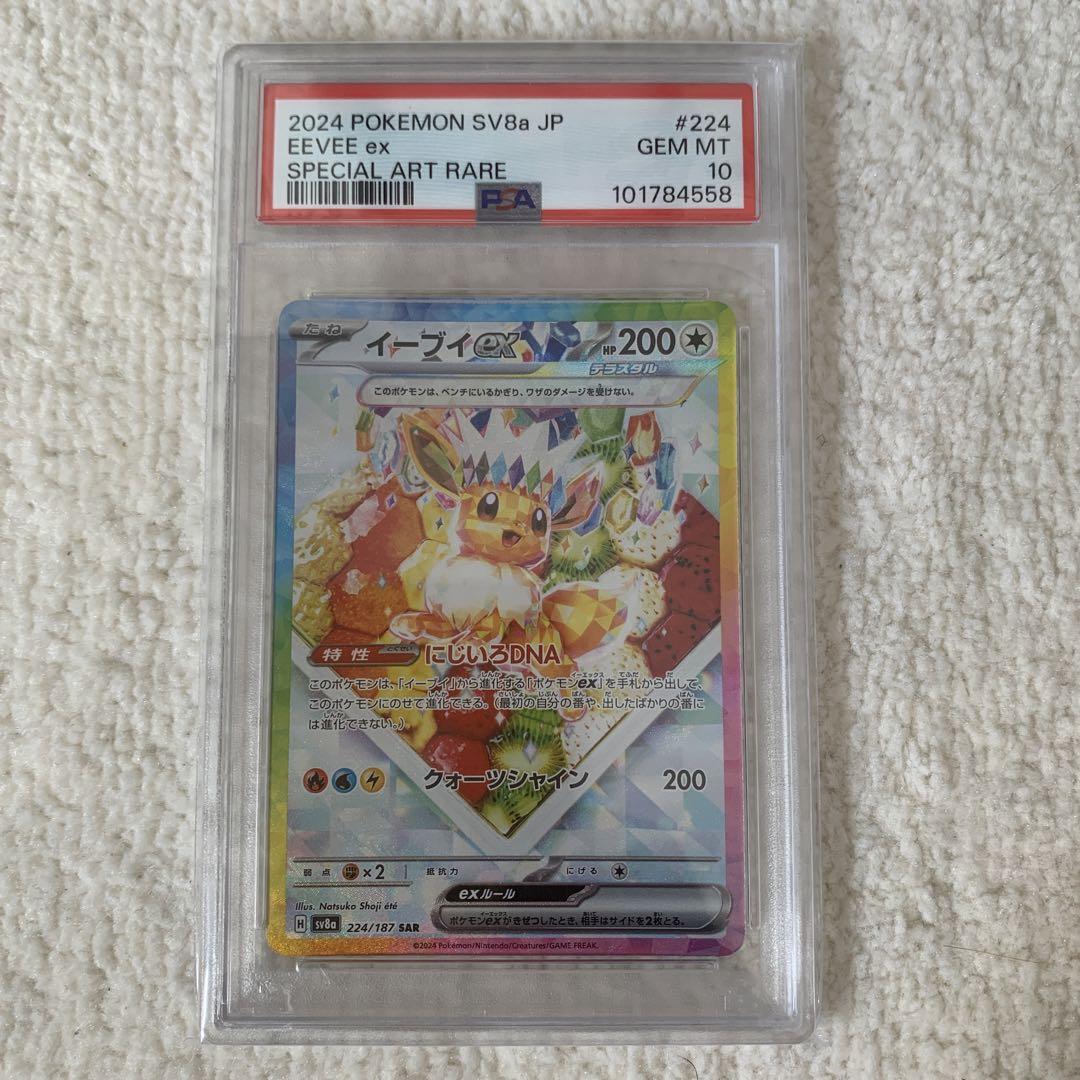 2024 POKEMON SV8a JP #224
EEVEE ex GEM MT
SPECIAL ART RARE 10
PSA 101784558
たね イーブイex HP200
テラスタル
このポケモンは、ベンチにいるかぎり、ワザのダメージを受けない。
特性 とくせい にじいろDNA
このポケモンは、「イーブイ」から進化する「ポケモンex」を手札から出して、
このポケモンにのせて進化できる。(最初の自分の番や、出したばかりの番に
は進化できない。)
クォーツシャイン 200
弱点 ×2 抵抗力 にげる
exルール
ポケモンexがきぜつしたとき、相手はサイドを2枚とる。
Illus. Natsuko Shoji été
H sv8a 224/187 SAR
©2024 Pokémon/Nintendo/Creatures/GAME FREAK.